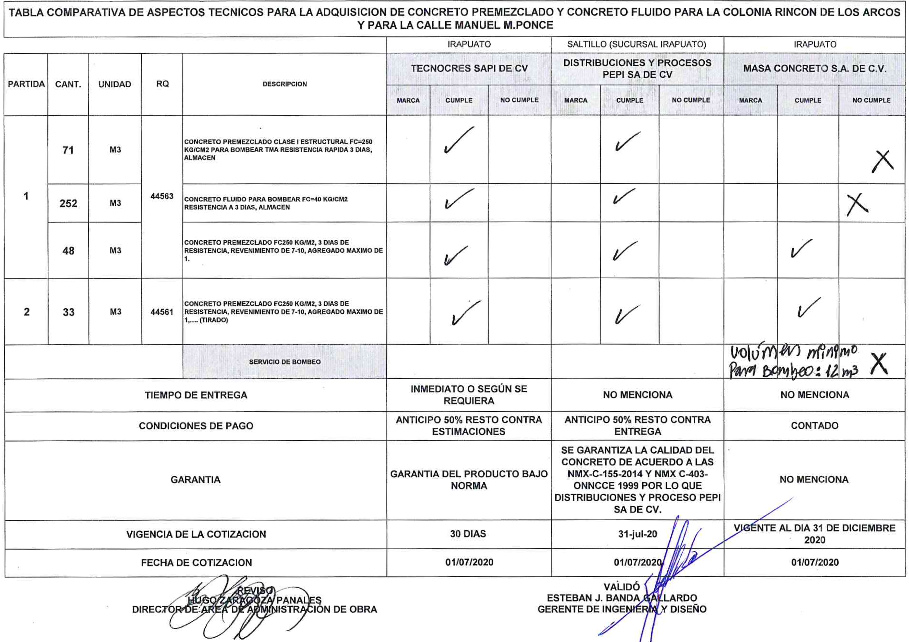 TABLA COMPARATIVA DE ASPECTOS TECNICOS PARA LA ADQUISICION DE CONCRETO PREMEZCLADO Y CONCRETO FLUIDO PARA LA COLONIA RINCON DE LOS ARCOS
Y PARA LA CALLE MANUEL M.PONCE
IRAPUATO SALTILLO (SUCURSAL IRAPUATO) IRAPUATO
PARTIDA CANT. UNIDAD RQ DESCRIPCION TECNOCRES SAPI DE CV DISTRIBUCIONES Y PROCESOS
PEPI SA DE CV MASA CONCRETO S.A. DE C.V.
MARCA CUMPLE NO CUMPLE MARCA CUMPLE NO CUMPLE MARCA CUMPLE NO CUMPLE
1 44563
71 M3 CONCRETO PREMEZCLADO CLASE I ESTRUCTURAL FC=250
KG/CM2 PARA BOMBEAR TMA RESISTENCIA RAPIDA 3 DIAS,
ALMACEN ✓ ✓ X
252 M3 CONCRETO FLUIDO PARA BOMBEAR FC=40 KG/CM2
RESISTENCIA A 3 DIAS, ALMACEN ✓ ✓ X
48 M3 CONCRETO PREMEZCLADO FC250 KG/M2, 3 DIAS DE
RESISTENCIA, REVENIMIENTO DE 7-10, AGREGADO MAXIMO DE
1. ✓ ✓ ✓
2 33 M3 44561 CONCRETO PREMEZCLADO FC250 KG/M2, 3 DIAS DE
RESISTENCIA, REVENIMIENTO DE 7-10, AGREGADO MAXIMO DE
1,.... (TIRADO) ✓ ✓ ✓
SERVICIO DE BOMBEO
Volúmen mínimo
Para Bombeo: 12 m3 X
TIEMPO DE ENTREGA INMEDIATO O SEGÚN SE
REQUIERA NO MENCIONA NO MENCIONA
CONDICIONES DE PAGO ANTICIPO 50% RESTO CONTRA
ESTIMACIONES ANTICIPO 50% RESTO CONTRA
ENTREGA CONTADO
GARANTIA GARANTIA DEL PRODUCTO BAJO
NORMA SE GARANTIZA LA CALIDAD DEL
CONCRETO DE ACUERDO A LAS
NMX-C-155-2014 Y NMX C-403-
ONNCCE 1999 POR LO QUE
DISTRIBUCIONES Y PROCESO PEPI
SA DE CV. NO MENCIONA
VIGENCIA DE LA COTIZACION 30 DIAS 31-jul-20 VIGENTE AL DIA 31 DE DICIEMBRE
2020
FECHA DE COTIZACION 01/07/2020 01/07/2020 01/07/2020
REVISO
HUGO ZARAGOZA PANALES
DIRECTOR DE AREA DE ADMINISTRACIÓN DE OBRA
VALIDÓ
ESTEBAN J. BANDA GALLARDO
GERENTE DE INGENIERIA Y DISEÑO